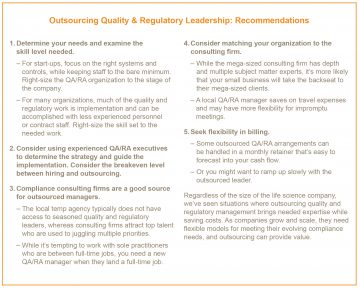 Outsourcing Quality & Regulatory Leadership: Recommendations
1. Determine your needs and examine the
skill level needed.
– For start-ups, focus on the right systems and
controls, while keeping staff to the bare minimum.
Right-size the QA/RA organization to the stage of
the company.
– For many organizations, much of the quality and
regulatory work is implementation and can be
accomplished with less experienced personnel
or contract staff. Right-size the skill set to the
needed work.
2. Consider using experienced QA/RA executives
to determine the strategy and guide the
implementation. Consider the breakeven level
between hiring and outsourcing.
3. Compliance consulting firms are a good source
for outsourced managers.
– The local temp agency typically does not have
access to seasoned quality and regulatory
leaders, whereas consulting firms attract top talent
who are used to juggling multiple priorities.
– While it's tempting to work with sole practitioners
who are between full-time jobs, you need a new
QA/RA manager when they land a full-time job.
4. Consider matching your organization to the
consulting firm.
– While the mega-sized consulting firm has depth
and multiple subject matter experts, it's more likely
that your small business will take the backseat to
their mega-sized clients.
– A local QA/RA manager saves on travel expenses
and may have more flexibility for impromptu
meetings.
5. Seek flexibility in billing.
– Some outsourced QA/RA arrangements can
be handled in a monthly retainer that's easy to
forecast into your cash flow.
– Or you might want to ramp up slowly with the
outsourced leader.
Regardless of the size of the life science company,
we've seen situations where outsourcing quality and
regulatory management brings needed expertise while
saving costs. As companies grow and scale, they need
flexible models for meeting their evolving compliance
needs, and outsourcing can provide value.